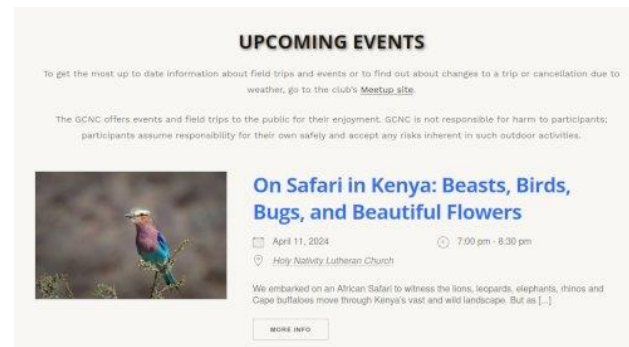 UPCOMING EVENTS
To get the most up to date information about field trips and events or to find out about changes to a trip or cancellation due to
weather, go to the club's Meetup site.
The GCNC offers events and field trips to the public for their enjoyment. GCNC is not responsible for harm to participants;
participants assume responsibility for their own safely and accept any risks inherent in such outdoor activities.
On Safari in Kenya: Beasts, Birds,
Bugs, and Beautiful Flowers
April 11, 2024 7:00 pm - 8:30 pm
Holy Nativity Lutheran Church
We embarked on an African Safari to witness the lions, leopards, elephants, rhinos and
Cape buffaloes move through Kenya's vast and wild landscape. But as [...]
MORE INFO